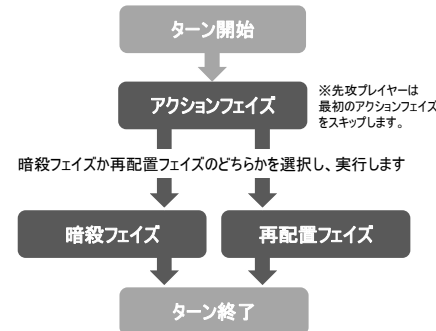 ターン開始
アクションフェイズ
※先攻プレイヤーは
最初のアクションフェイズ
をスキップします。
暗殺フェイズか再配置フェイズのどちらかを選択し、実行します
暗殺フェイズ
再配置フェイズ
ターン終了